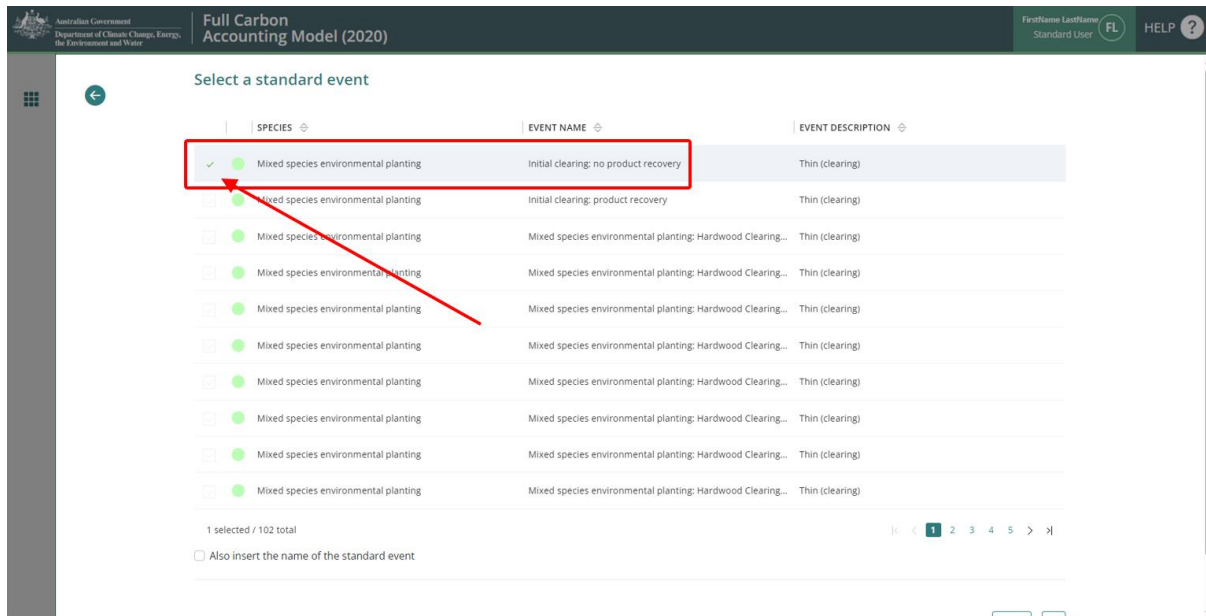 Australian Government
Department of Climate Change, Energy,
the Environment and Water
Full Carbon
Accounting Model (2020)
FirstName LastName
Standard User
FL
HELP ?
Select a standard event
SPECIES EVENT NAME EVENT DESCRIPTION
Mixed species environmental planting Initial clearing: no product recovery Thin (clearing)
Mixed species environmental planting Initial clearing: product recovery Thin (clearing)
Mixed species environmental planting Mixed species environmental planting: Hardwood Clearing... Thin (clearing)
Mixed species environmental planting Mixed species environmental planting: Hardwood Clearing... Thin (clearing)
Mixed species environmental planting Mixed species environmental planting: Hardwood Clearing... Thin (clearing)
Mixed species environmental planting Mixed species environmental planting: Hardwood Clearing... Thin (clearing)
Mixed species environmental planting Mixed species environmental planting: Hardwood Clearing... Thin (clearing)
Mixed species environmental planting Mixed species environmental planting: Hardwood Clearing... Thin (clearing)
Mixed species environmental planting Mixed species environmental planting: Hardwood Clearing... Thin (clearing)
Mixed species environmental planting Mixed species environmental planting: Hardwood Clearing... Thin (clearing)
1 selected / 102 total 1 2 3 4 5
Also insert the name of the standard event